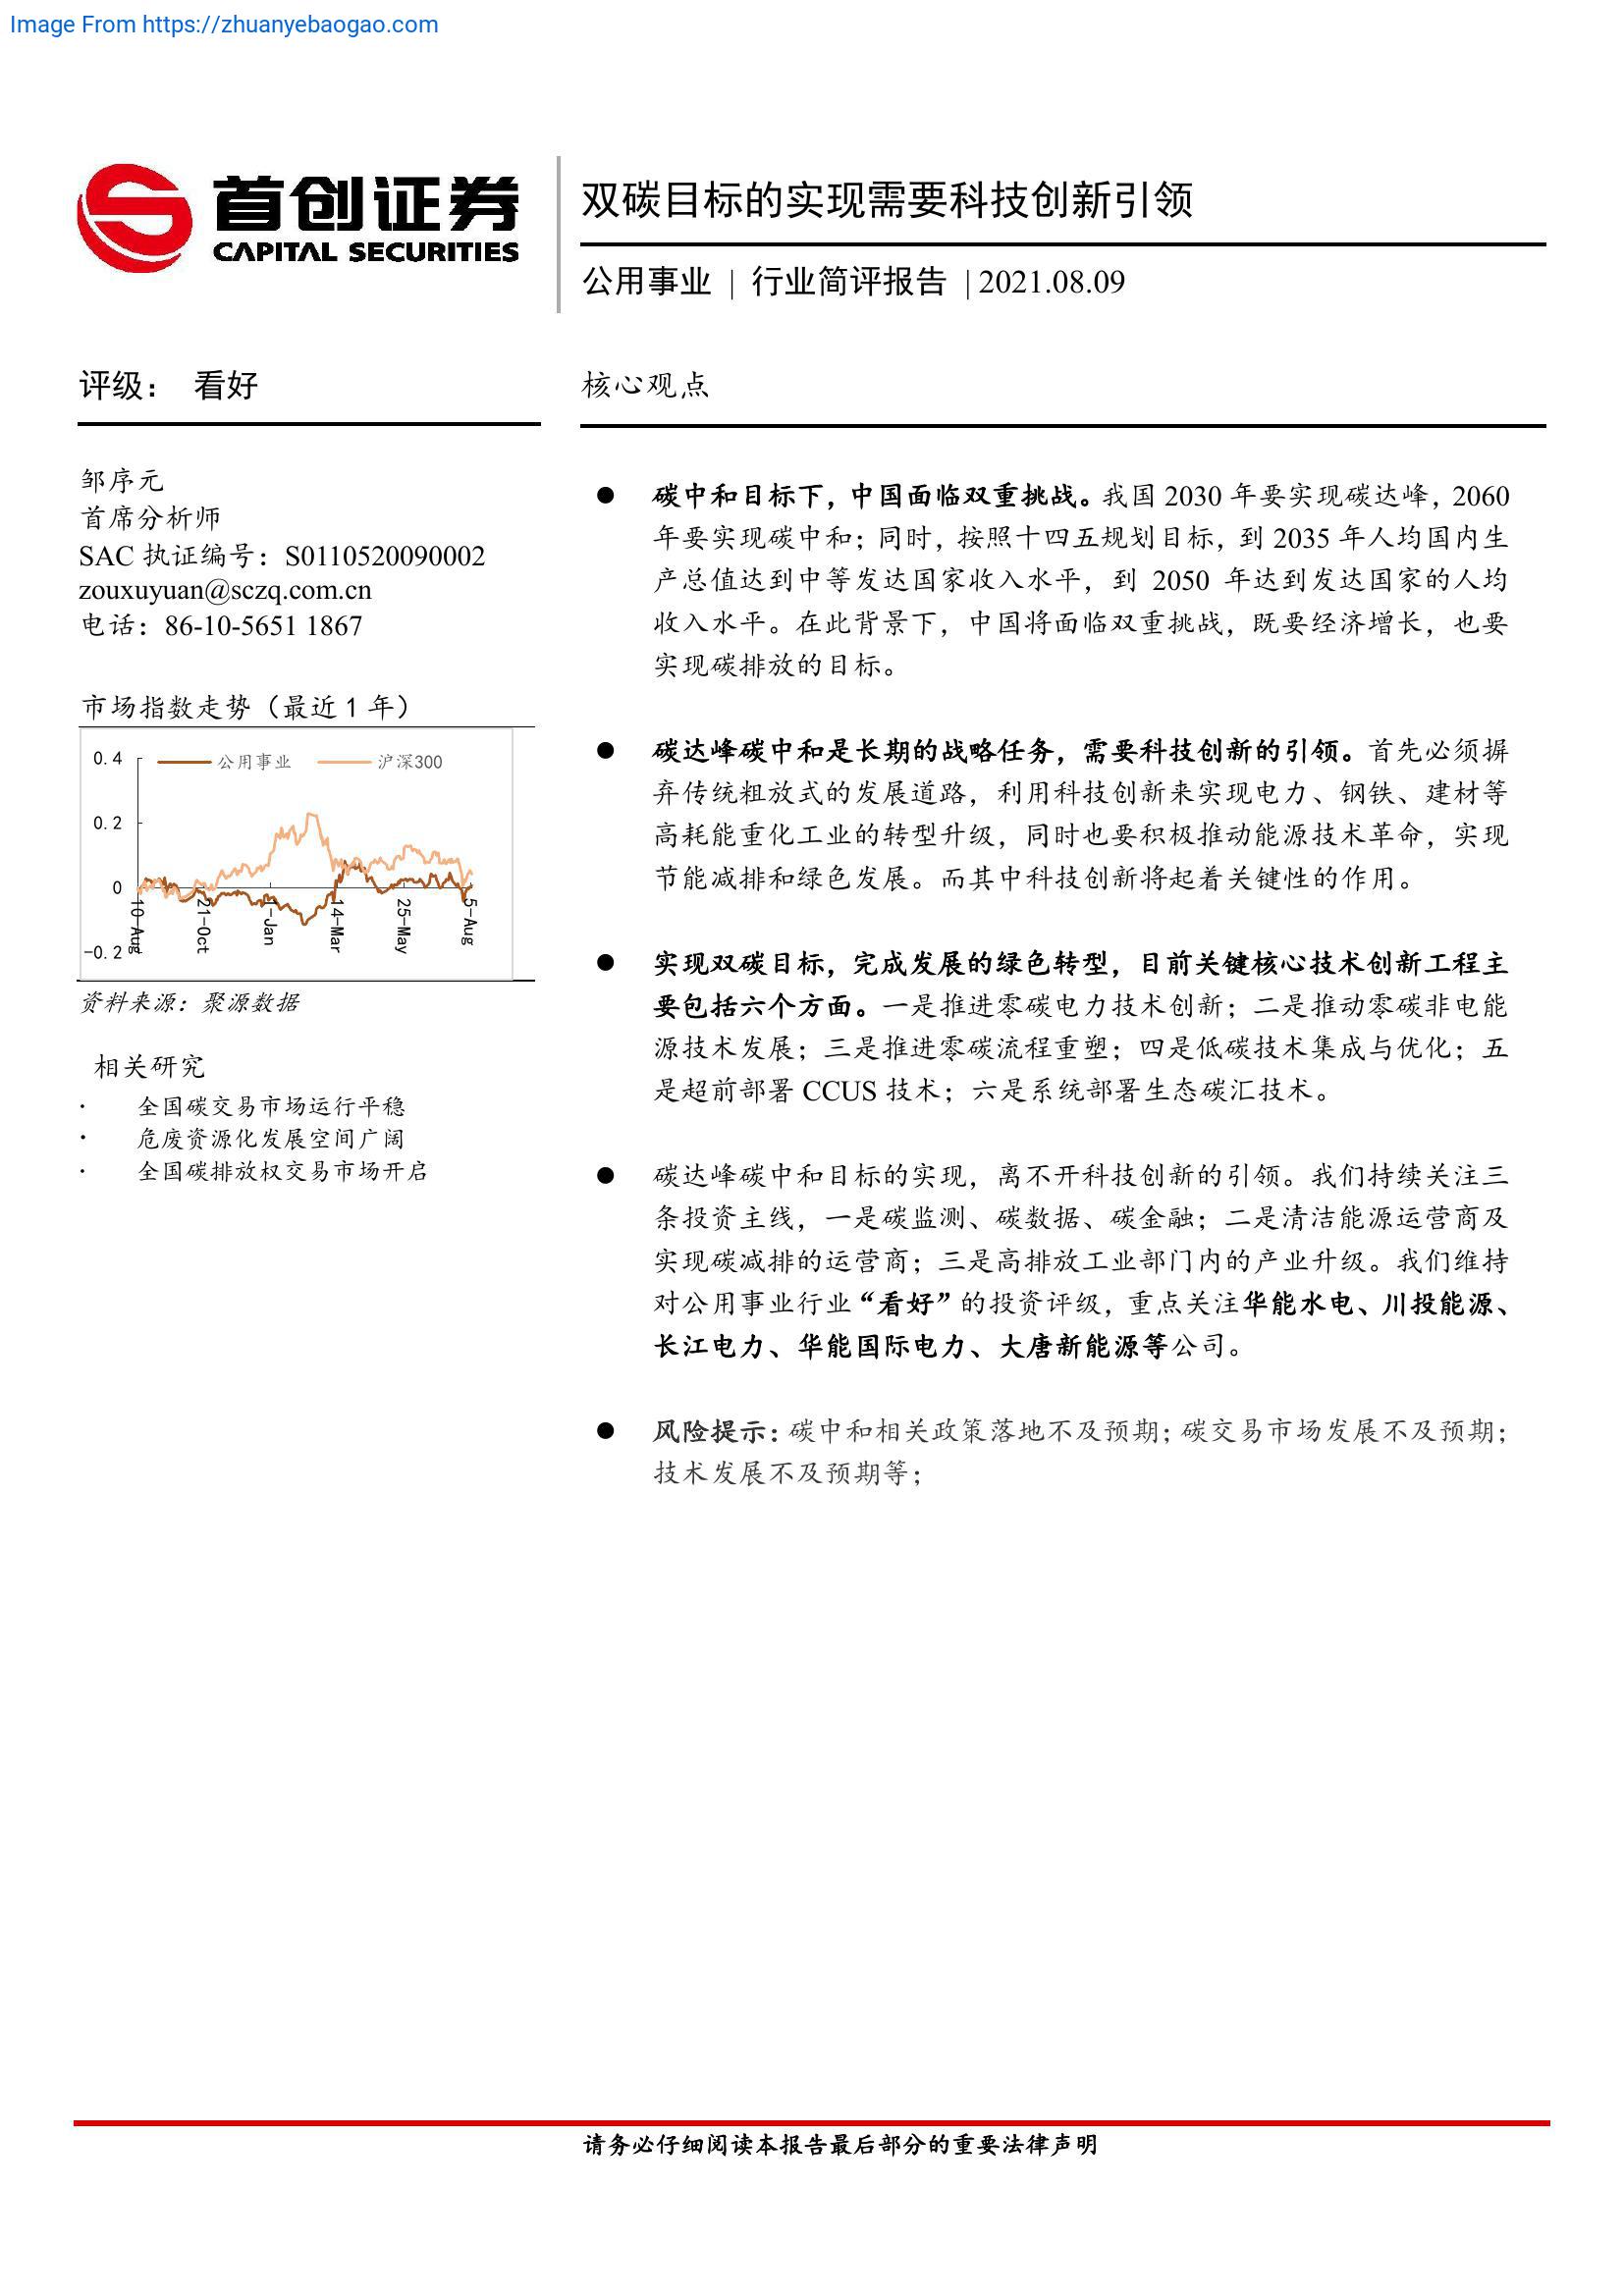 Image From https://zhuanyebaogao.com
首创证券
CAPITAL SECURITIES
双碳目标的实现需要科技创新引领
公用事业 | 行业简评报告 | 2021.08.09
评级： 看好
邹序元
首席分析师
SAC 执证编号：S0110520090002
zouxuyuan@sczq.com.cn
电话：86-10-5651 1867
市场指数走势（最近 1 年）
公用事业 沪深300
0.4
0.2
0
-0.2
10-Aug
21-Oct
1-Jan
14-Mar
25-May
5-Aug
资料来源：聚源数据
相关研究
· 全国碳交易市场运行平稳
· 危废资源化发展空间广阔
· 全国碳排放权交易市场开启
核心观点
● 碳中和目标下，中国面临双重挑战。我国 2030 年要实现碳达峰，2060
年要实现碳中和；同时，按照十四五规划目标，到 2035 年人均国内生
产总值达到中等发达国家收入水平，到 2050 年达到发达国家的人均
收入水平。在此背景下，中国将面临双重挑战，既要经济增长，也要
实现碳排放的目标。
● 碳达峰碳中和是长期的战略任务，需要科技创新的引领。首先必须摒
弃传统粗放式的发展道路，利用科技创新来实现电力、钢铁、建材等
高耗能重化工业的转型升级，同时也要积极推动能源技术革命，实现
节能减排和绿色发展。而其中科技创新将起着关键性的作用。
● 实现双碳目标，完成发展的绿色转型，目前关键核心技术创新工程主
要包括六个方面。一是推进零碳电力技术创新；二是推动零碳非电能
源技术发展；三是推进零碳流程重塑；四是低碳技术集成与优化；五
是超前部署 CCUS 技术；六是系统部署生态碳汇技术。
● 碳达峰碳中和目标的实现，离不开科技创新的引领。我们持续关注三
条投资主线，一是碳监测、碳数据、碳金融；二是清洁能源运营商及
实现碳减排的运营商；三是高排放工业部门内的产业升级。我们维持
对公用事业行业“看好”的投资评级，重点关注华能水电、川投能源、
长江电力、华能国际电力、大唐新能源等公司。
● 风险提示：碳中和相关政策落地不及预期；碳交易市场发展不及预期；
技术发展不及预期等；
请务必仔细阅读本报告最后部分的重要法律声明